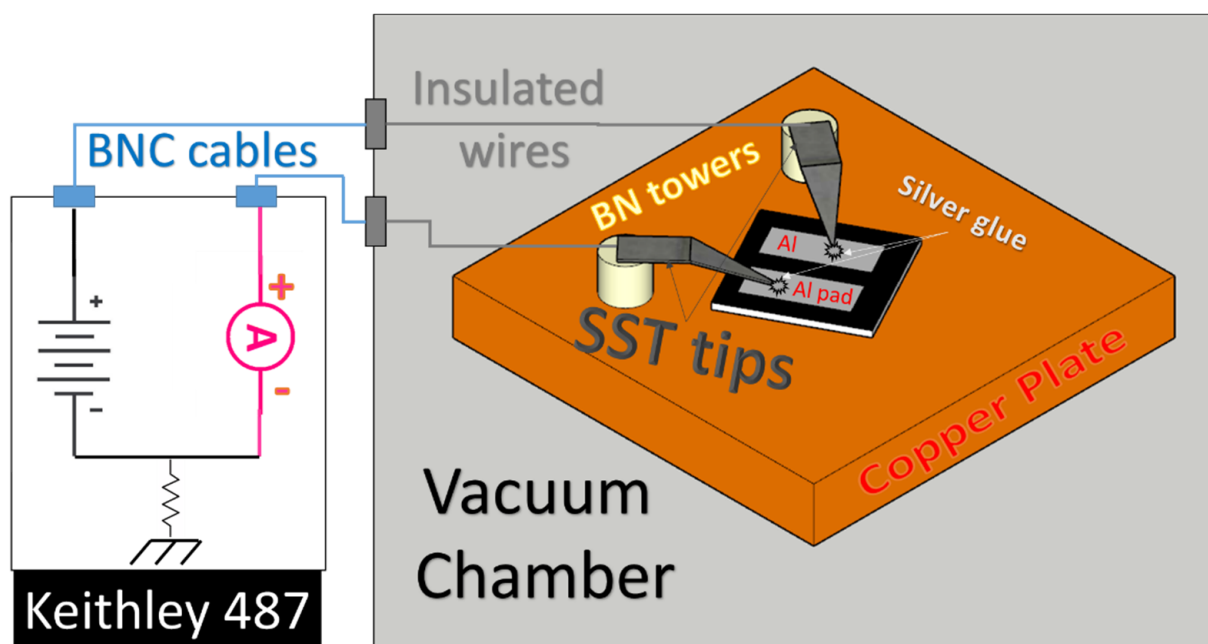 Insulated
wires
BNC cables
BN towers
Silver glue
Al
Al pad
SST tips
+
-
A
+
-
Copper Plate
Vacuum
Chamber
Keithley 487